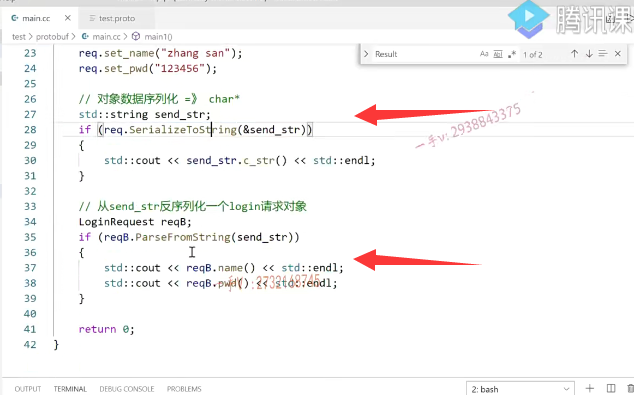 main.cc × test.proto
test > protobuf > main.cc > main1()
腾讯课
Result Aa Abl .* 1 of 2
23 req.set_name("zhang san");
24 req.set_pwd("123456");
25
26 // 对象数据序列化 =》 char*
27 std::string send_str;
28 if (req.SerializeToString(&send_str))
29 {
30 std::cout << send_str.c_str() << std::endl;
31 }
32
一手v: 2938843375
33 // 从send_str反序列化一个login请求对象
34 LoginRequest reqB;
35 if (reqB.ParseFromString(send_str))
36 {
37 std::cout << reqB.name() << std::endl;
38 std::cout << reqB.pwd() << std::endl;
39 }
40
41 return 0;
42 }
OUTPUT TERMINAL DEBUG CONSOLE PROBLEMS 2: bash